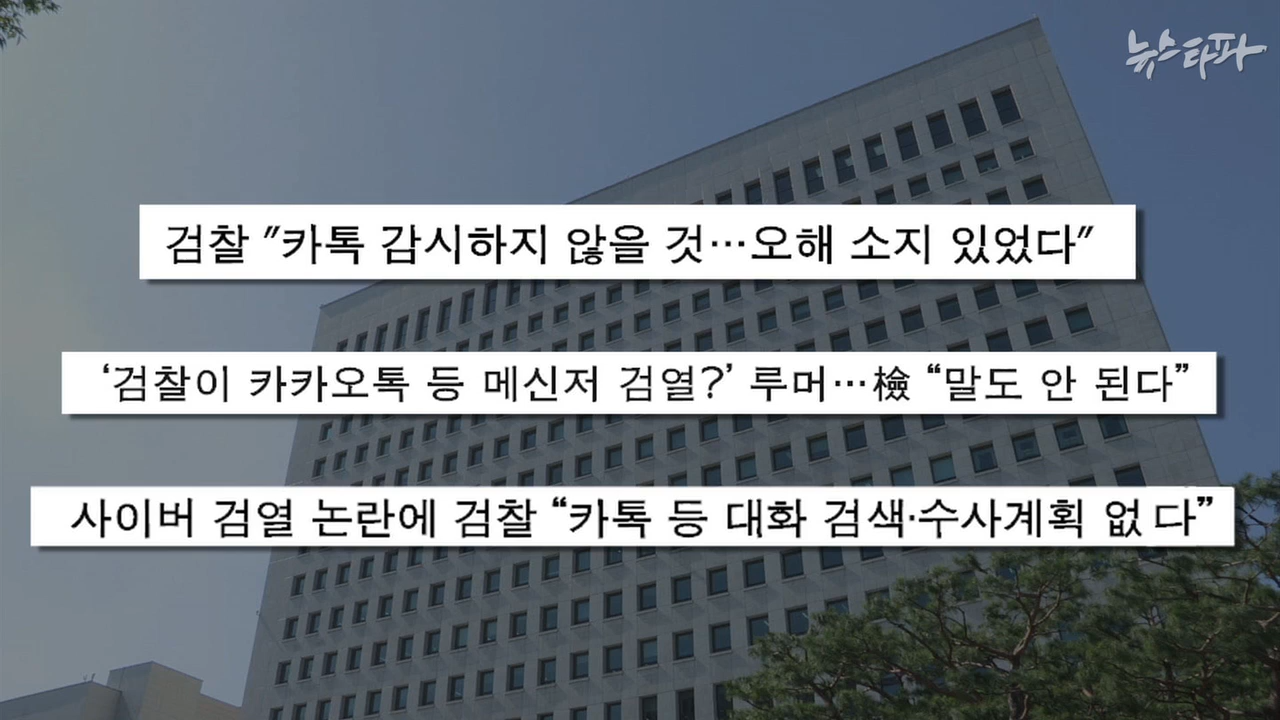 뉴스타파
검찰 "카톡 감시하지 않을 것…오해 소지 있었다"
‘검찰이 카카오톡 등 메신저 검열?’ 루머…檢 “말도 안 된다”
사이버 검열 논란에 검찰 “카톡 등 대화 검색·수사계획 없다”